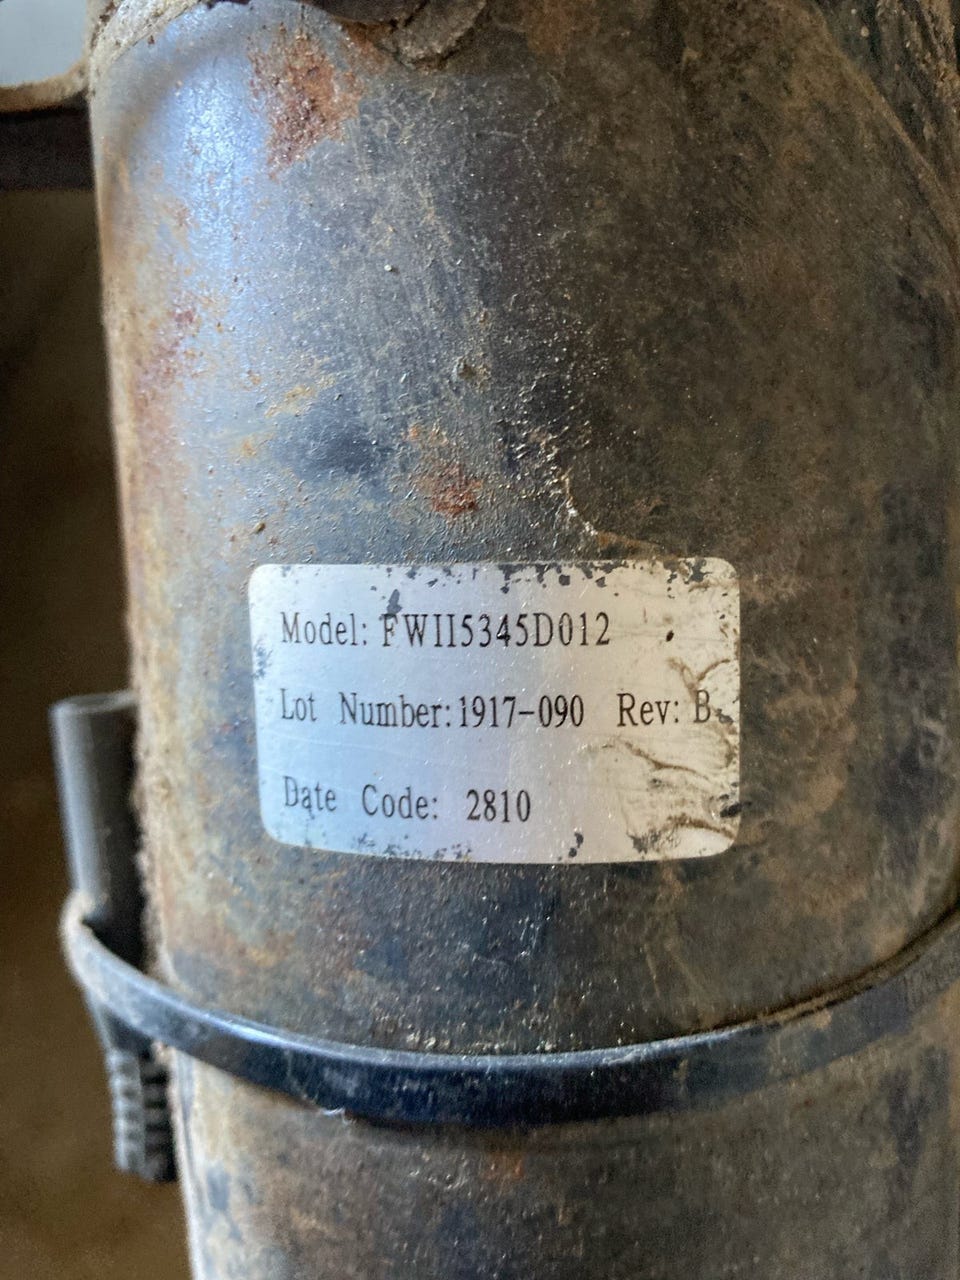 Model: FWII5345D012
Lot Number:1917-090 Rev: B
Date Code: 2810